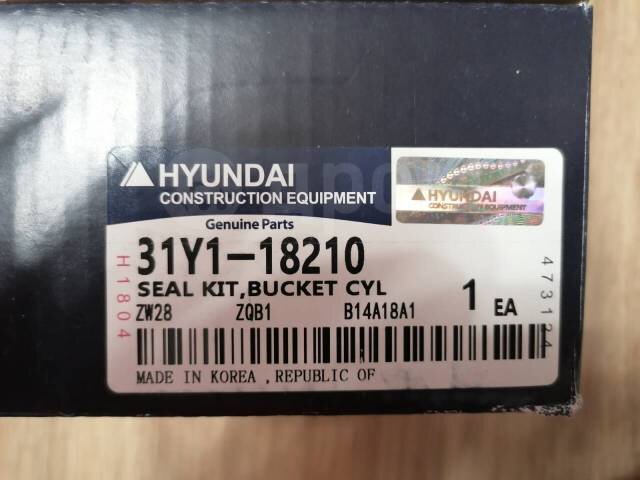 HYUNDAI
CONSTRUCTION EQUIPMENT
HYUNDAI
CONSTRUCTION EQUIPMENT
Genuine Parts
31Y1-18210
SEAL KIT,BUCKET CYL
1 EA
ZW28 ZQB1 B14A18A1
MADE IN KOREA ,REPUBLIC OF
H1804
473124